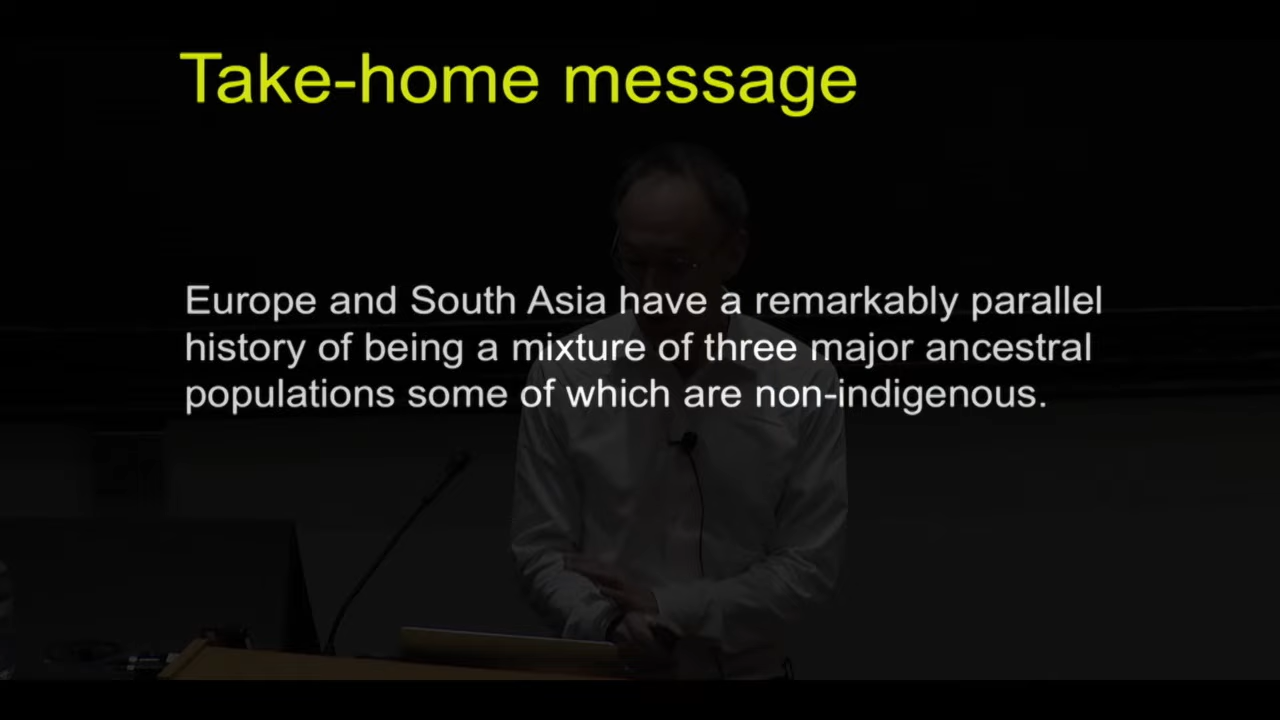 Take-home message
Europe and South Asia have a remarkably parallel
history of being a mixture of three major ancestral
populations some of which are non-indigenous.